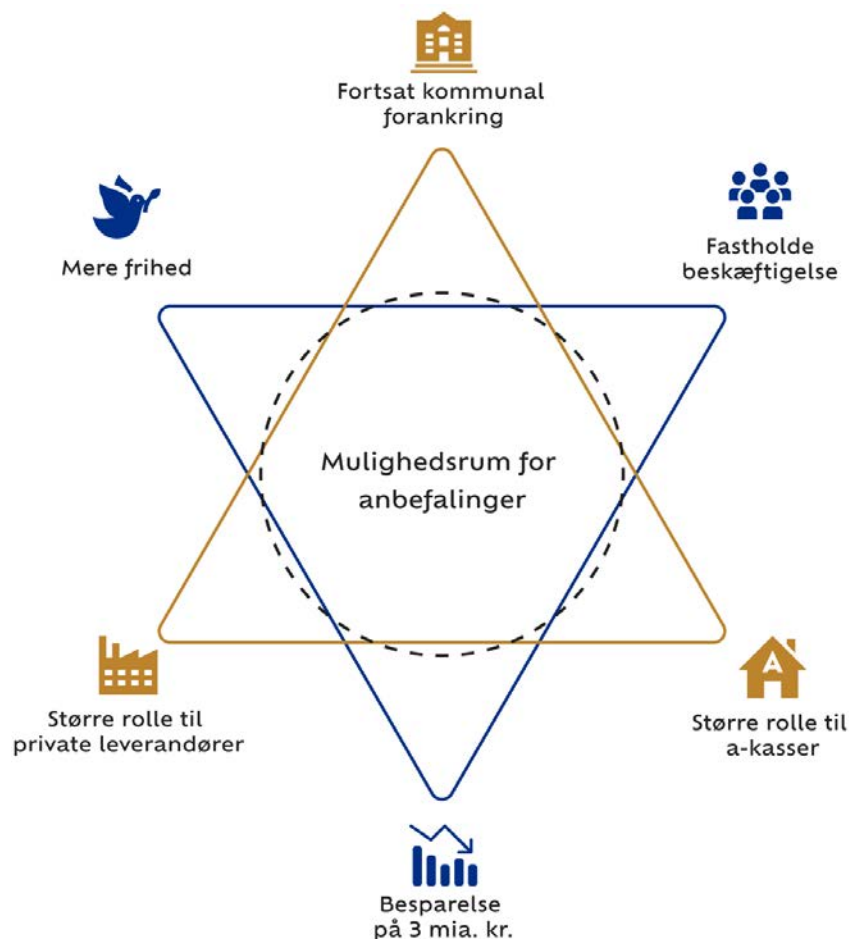 Fortsat kommunal
forankring
Mere frihed
Fastholde
beskæftigelse
Mulighedsrum for
anbefalinger
A
Større rolle til
private leverandører
Større rolle til
a-kasser
Besparelse
på 3 mia. kr.